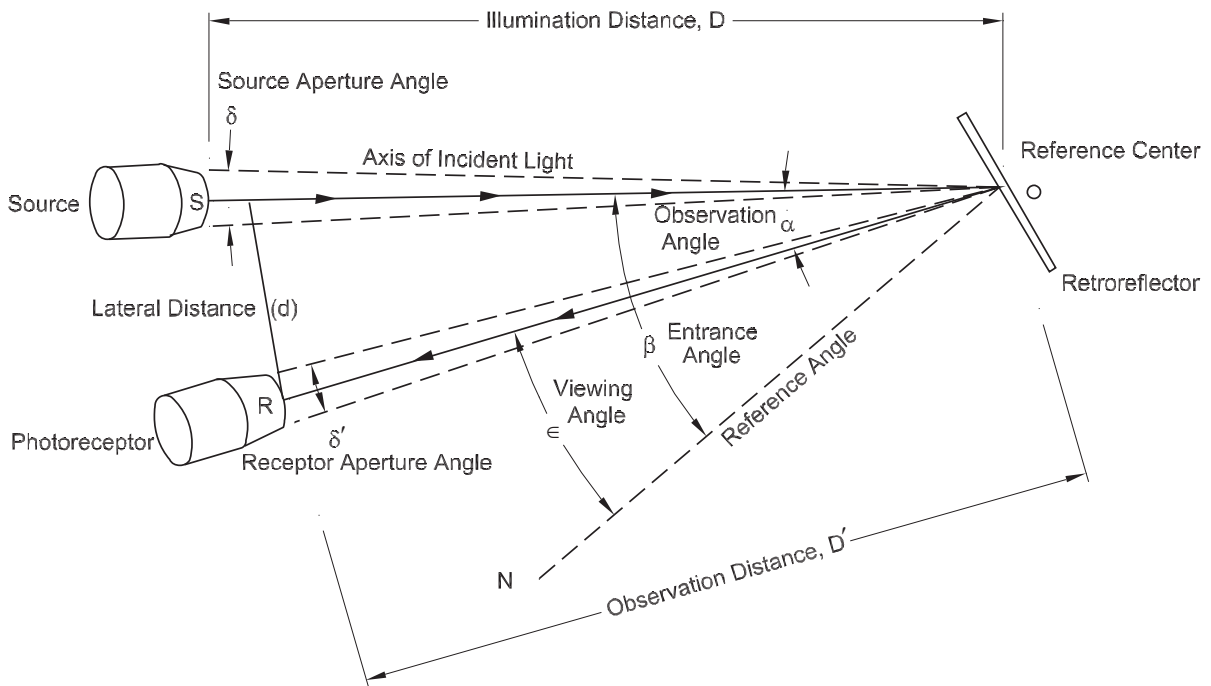 Illumination Distance, D
Source Aperture Angle
δ
Axis of Incident Light
Reference Center
Source
S
Observation
Angle
α
Retroreflector
Lateral Distance (d)
β
Entrance
Angle
Reference Angle
Viewing
Angle
ϵ
R
Photoreceptor
δ′
Receptor Aperture Angle
N
Observation Distance, D′